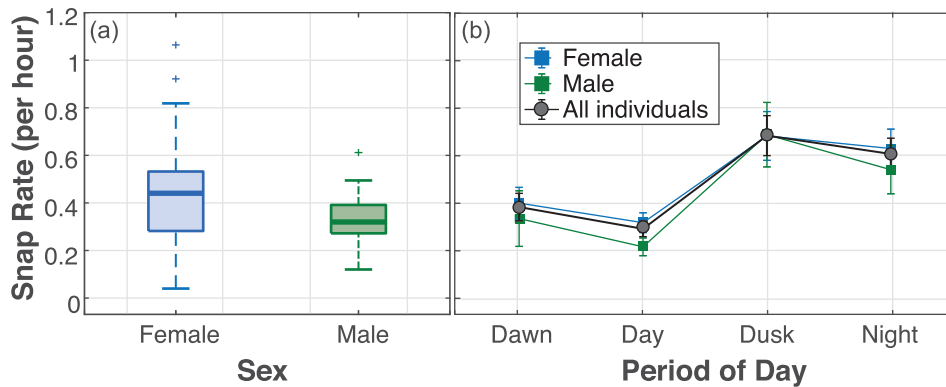 (a)
(b)
Snap Rate (per hour)
1.2
1
0.8
0.6
0.4
0.2
0
Female
Male
Sex
Female
Male
All individuals
Dawn
Day
Dusk
Night
Period of Day